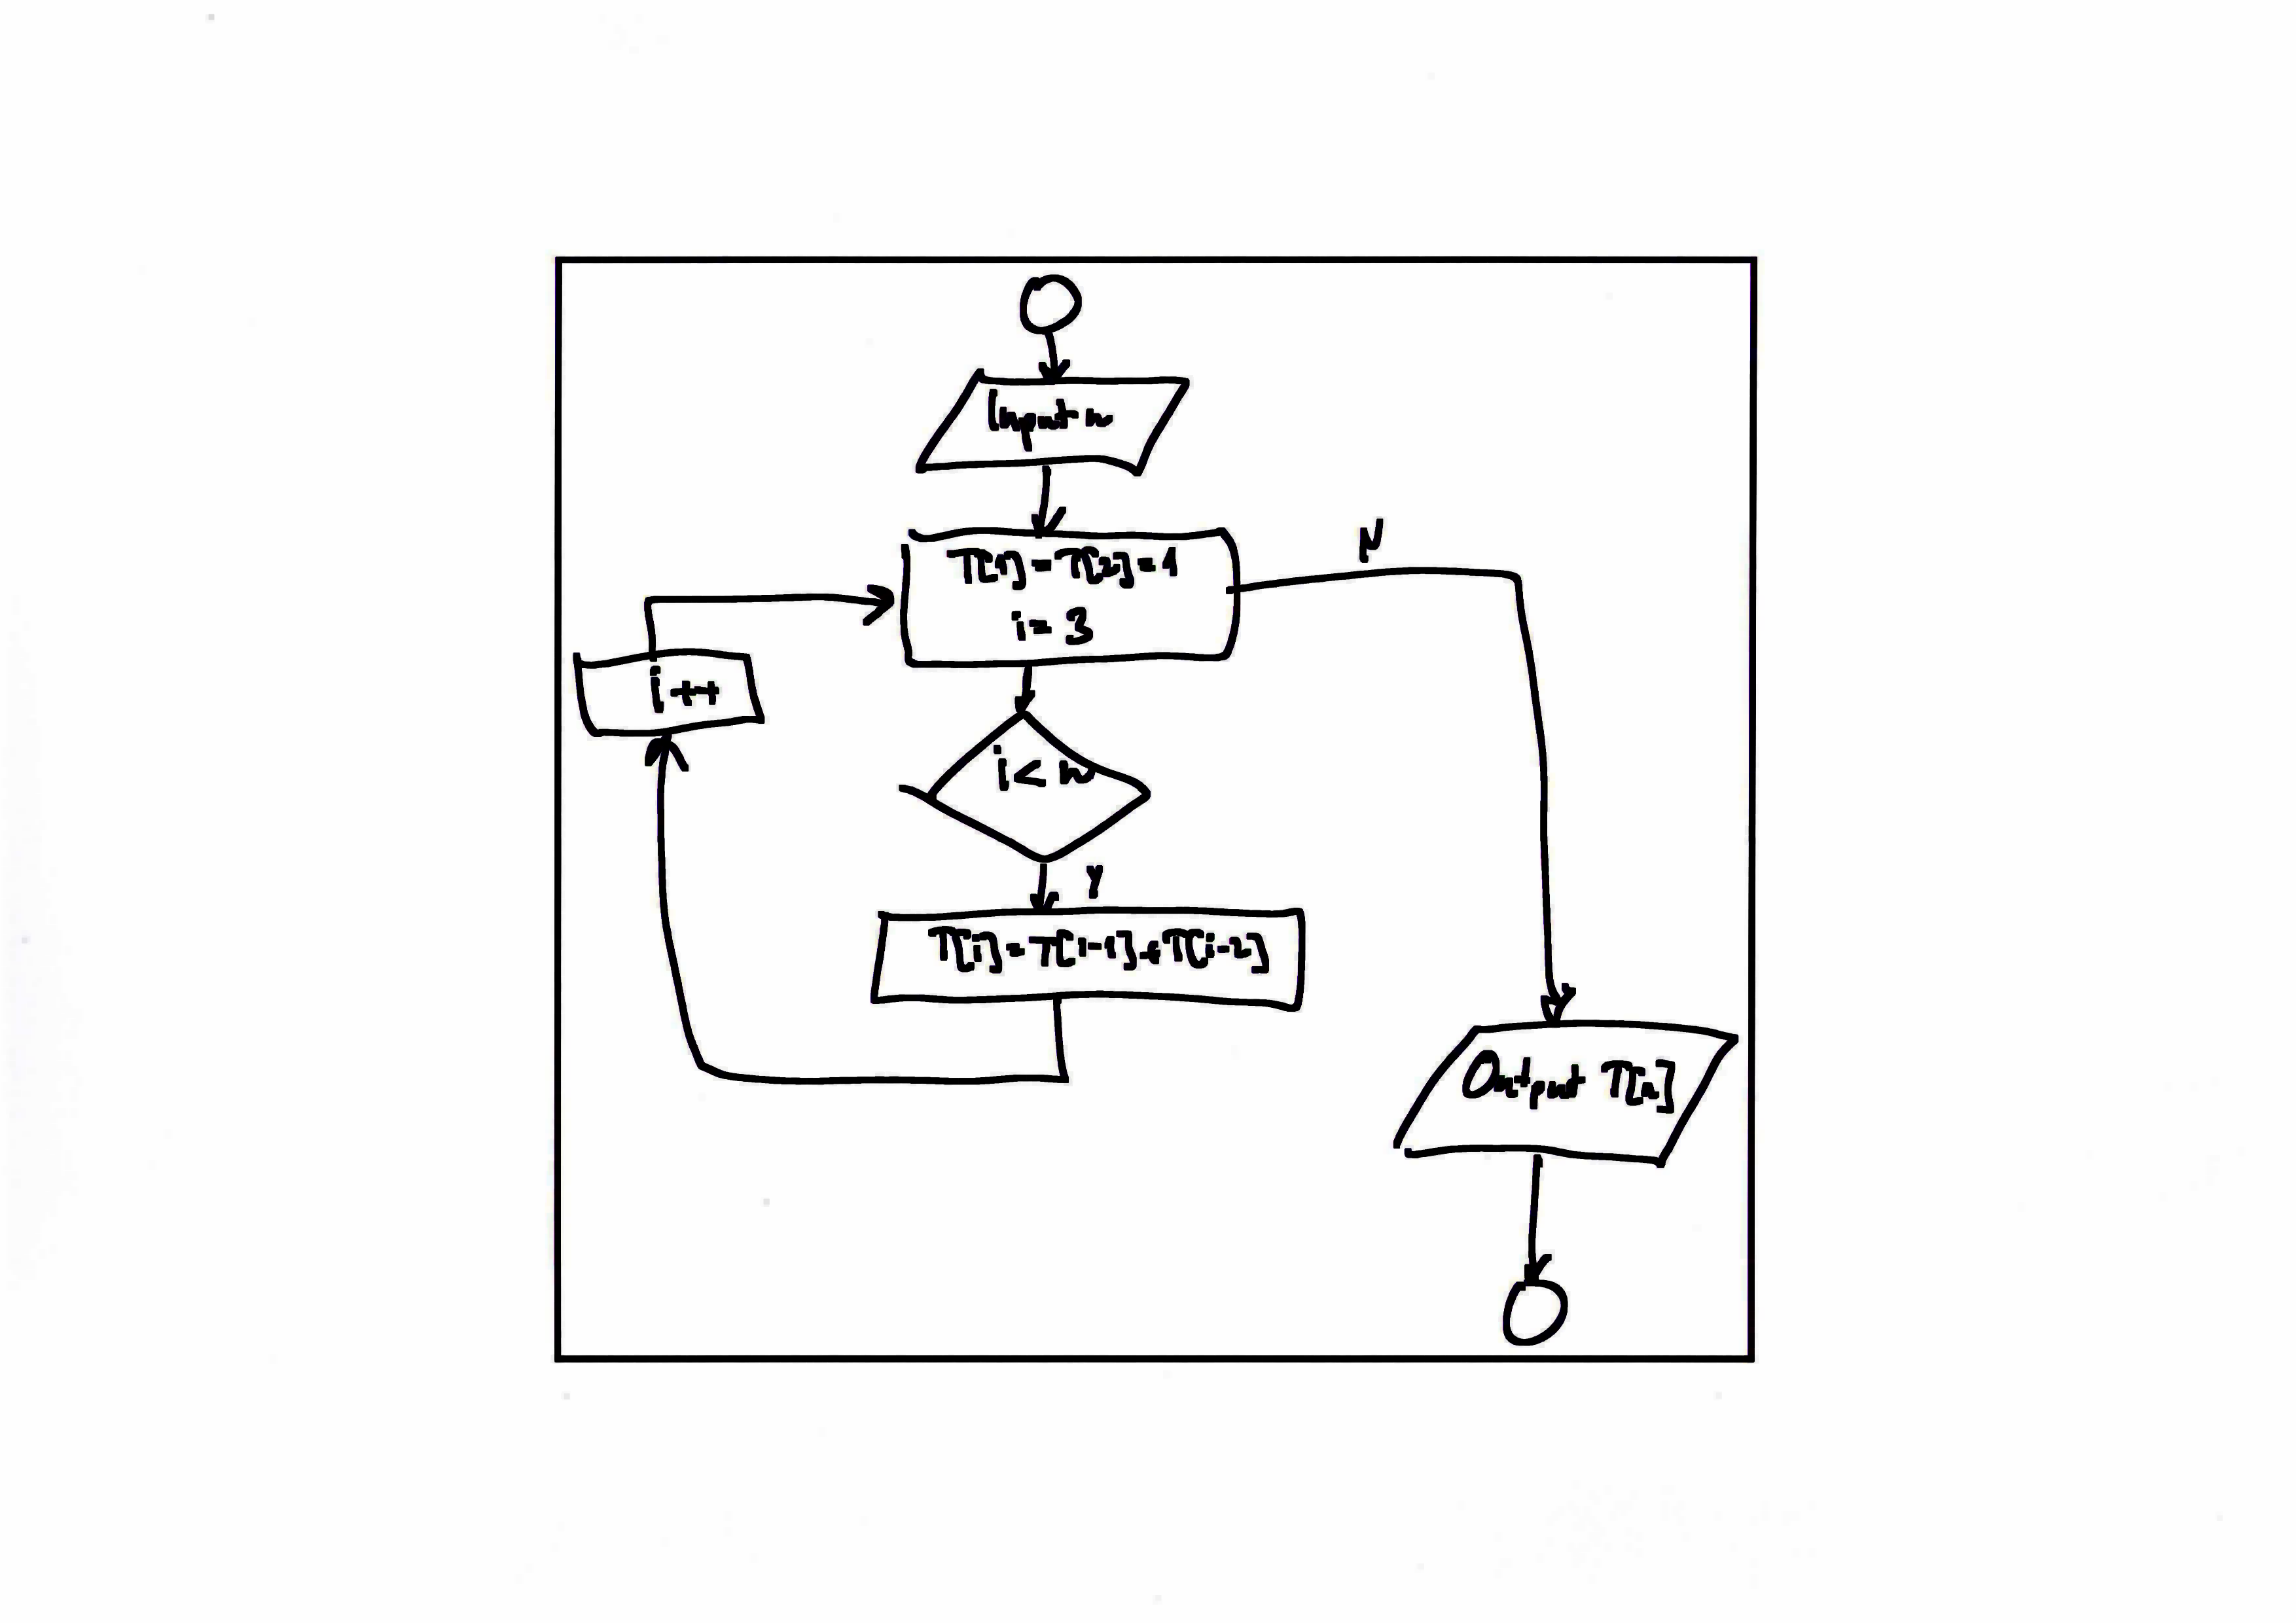 Input n
T[1] = T[2] = 1
i = 3
N
i++
i < n
Y
T[i] = T[i-1] + T[i-2]
Output T[n]